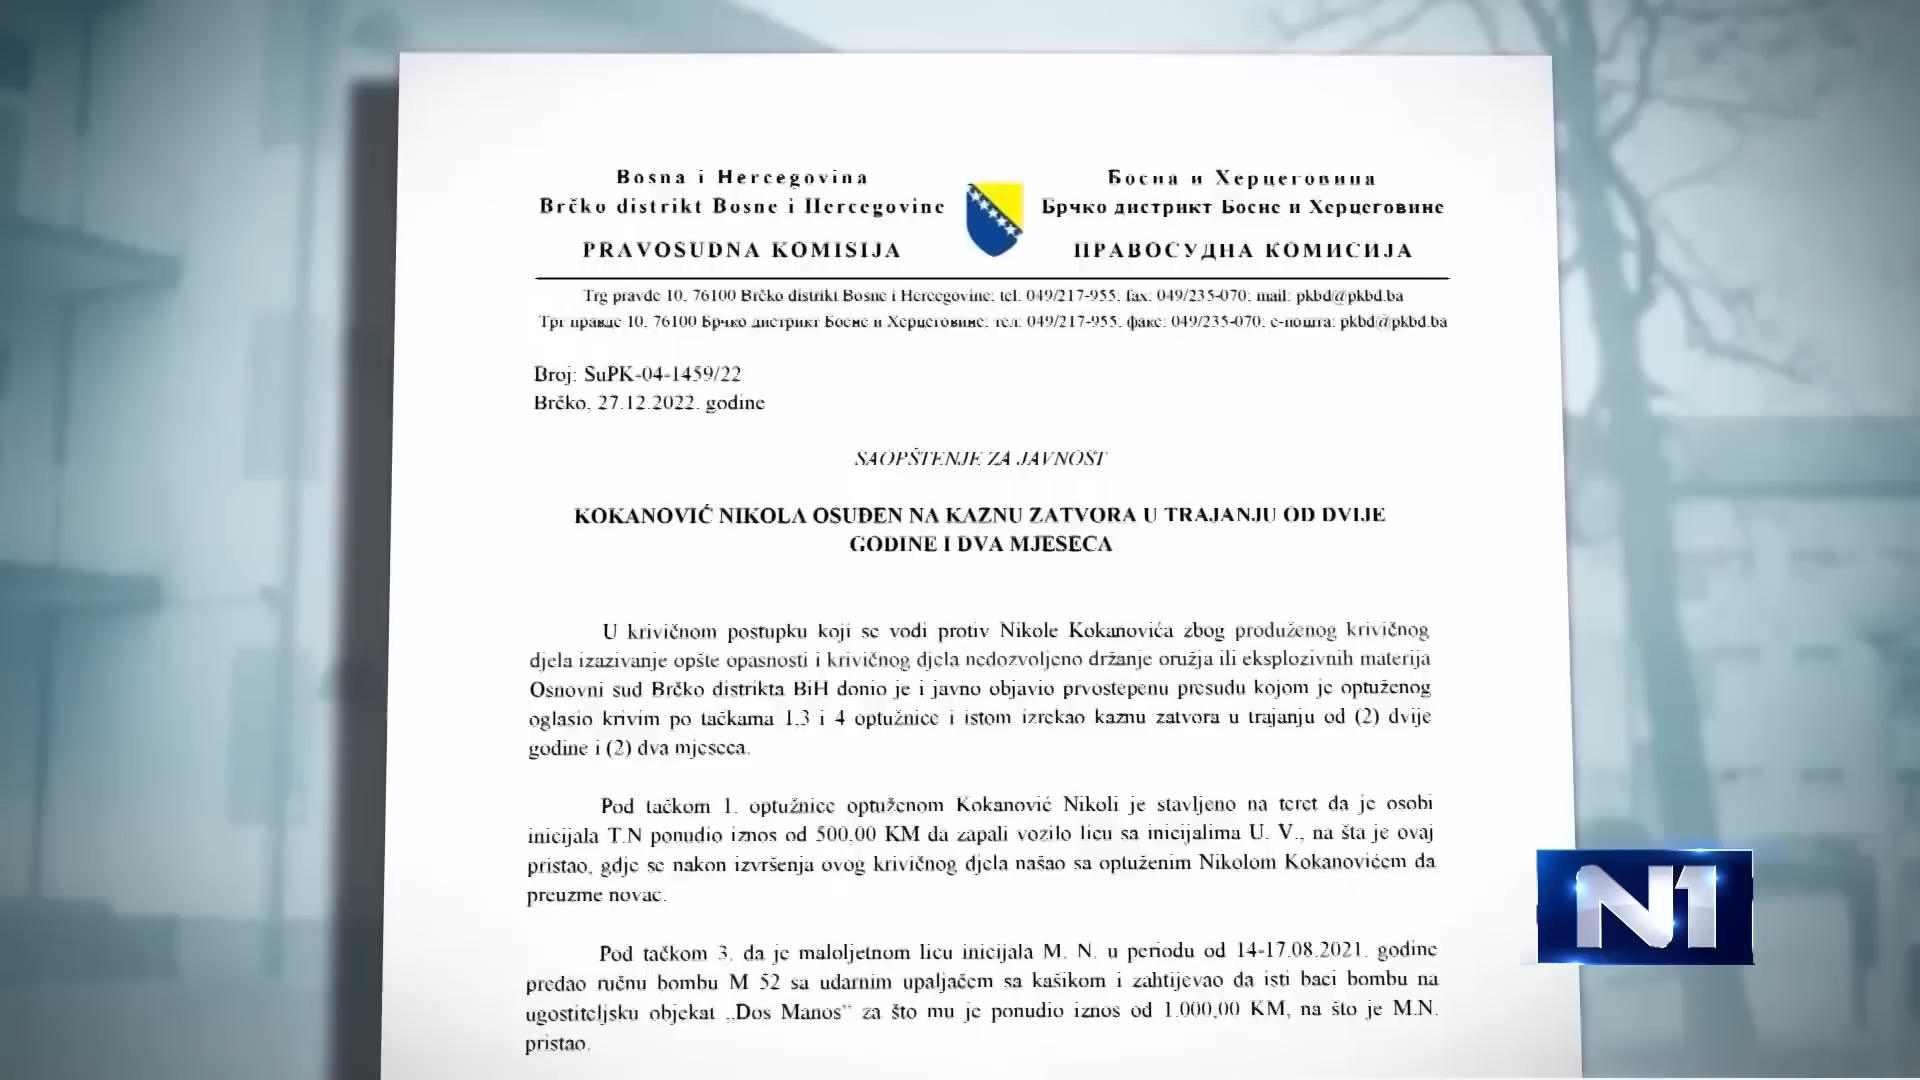 Bosna i Hercegovina
Brčko distrikt Bosne i Hercegovine
PRAVOSUDNA KOMISIJA
Босна и Херцеговина
Брчко дистрикт Босне и Херцеговине
ПРАВОСУДНА КОМИСИЈА
Trg pravde 10, 76100 Brčko distrikt Bosne i Hercegovine; tel: 049/217-955; fax: 049/235-070; mail: pkbd@pkbd.ba
Трг правде 10, 76100 Брчко дистрикт Босне и Херцеговине; тел: 049/217-955; факс: 049/235-070; е-пошта: pkbd@pkbd.ba
Broj: SuPK-04-1459/22
Brčko, 27.12.2022. godine
SAOPŠTENJE ZA JAVNOST
KOKANOVIĆ NIKOLA OSUĐEN NA KAZNU ZATVORA U TRAJANJU OD DVIJE
GODINE I DVA MJESECA
U krivičnom postupku koji se vodi protiv Nikole Kokanovića zbog produženog krivičnog
djela izazivanje opšte opasnosti i krivičnog djela nedozvoljeno držanje oružja ili eksplozivnih materija
Osnovni sud Brčko distrikta BiH donio je i javno objavio prvostepenu presudu kojom je optuženog
oglasio krivim po tačkama 1,3 i 4 optužnice i istom izrekao kaznu zatvora u trajanju od (2) dvije
godine i (2) dva mjeseca.
Pod tačkom 1. optužnice optuženom Kokanović Nikoli je stavljeno na teret da je osobi
inicijala T.N ponudio iznos od 500,00 KM da zapali vozilo licu sa inicijalima U. V., na šta je ovaj
pristao, gdje se nakon izvršenja ovog krivičnog djela našao sa optuženim Nikolom Kokanovićem da
preuzme novac.
Pod tačkom 3. da je maloljetnom licu inicijala M. N. u periodu od 14-17.08.2021. godine
predao ručnu bombu M 52 sa udarnim upaljačem sa kašikom i zahtijevao da isti baci bombu na
ugostiteljsku objekat „Dos Manos“ za što mu je ponudio iznos od 1.000,00 KM, na što je M.N.
pristao.
N1